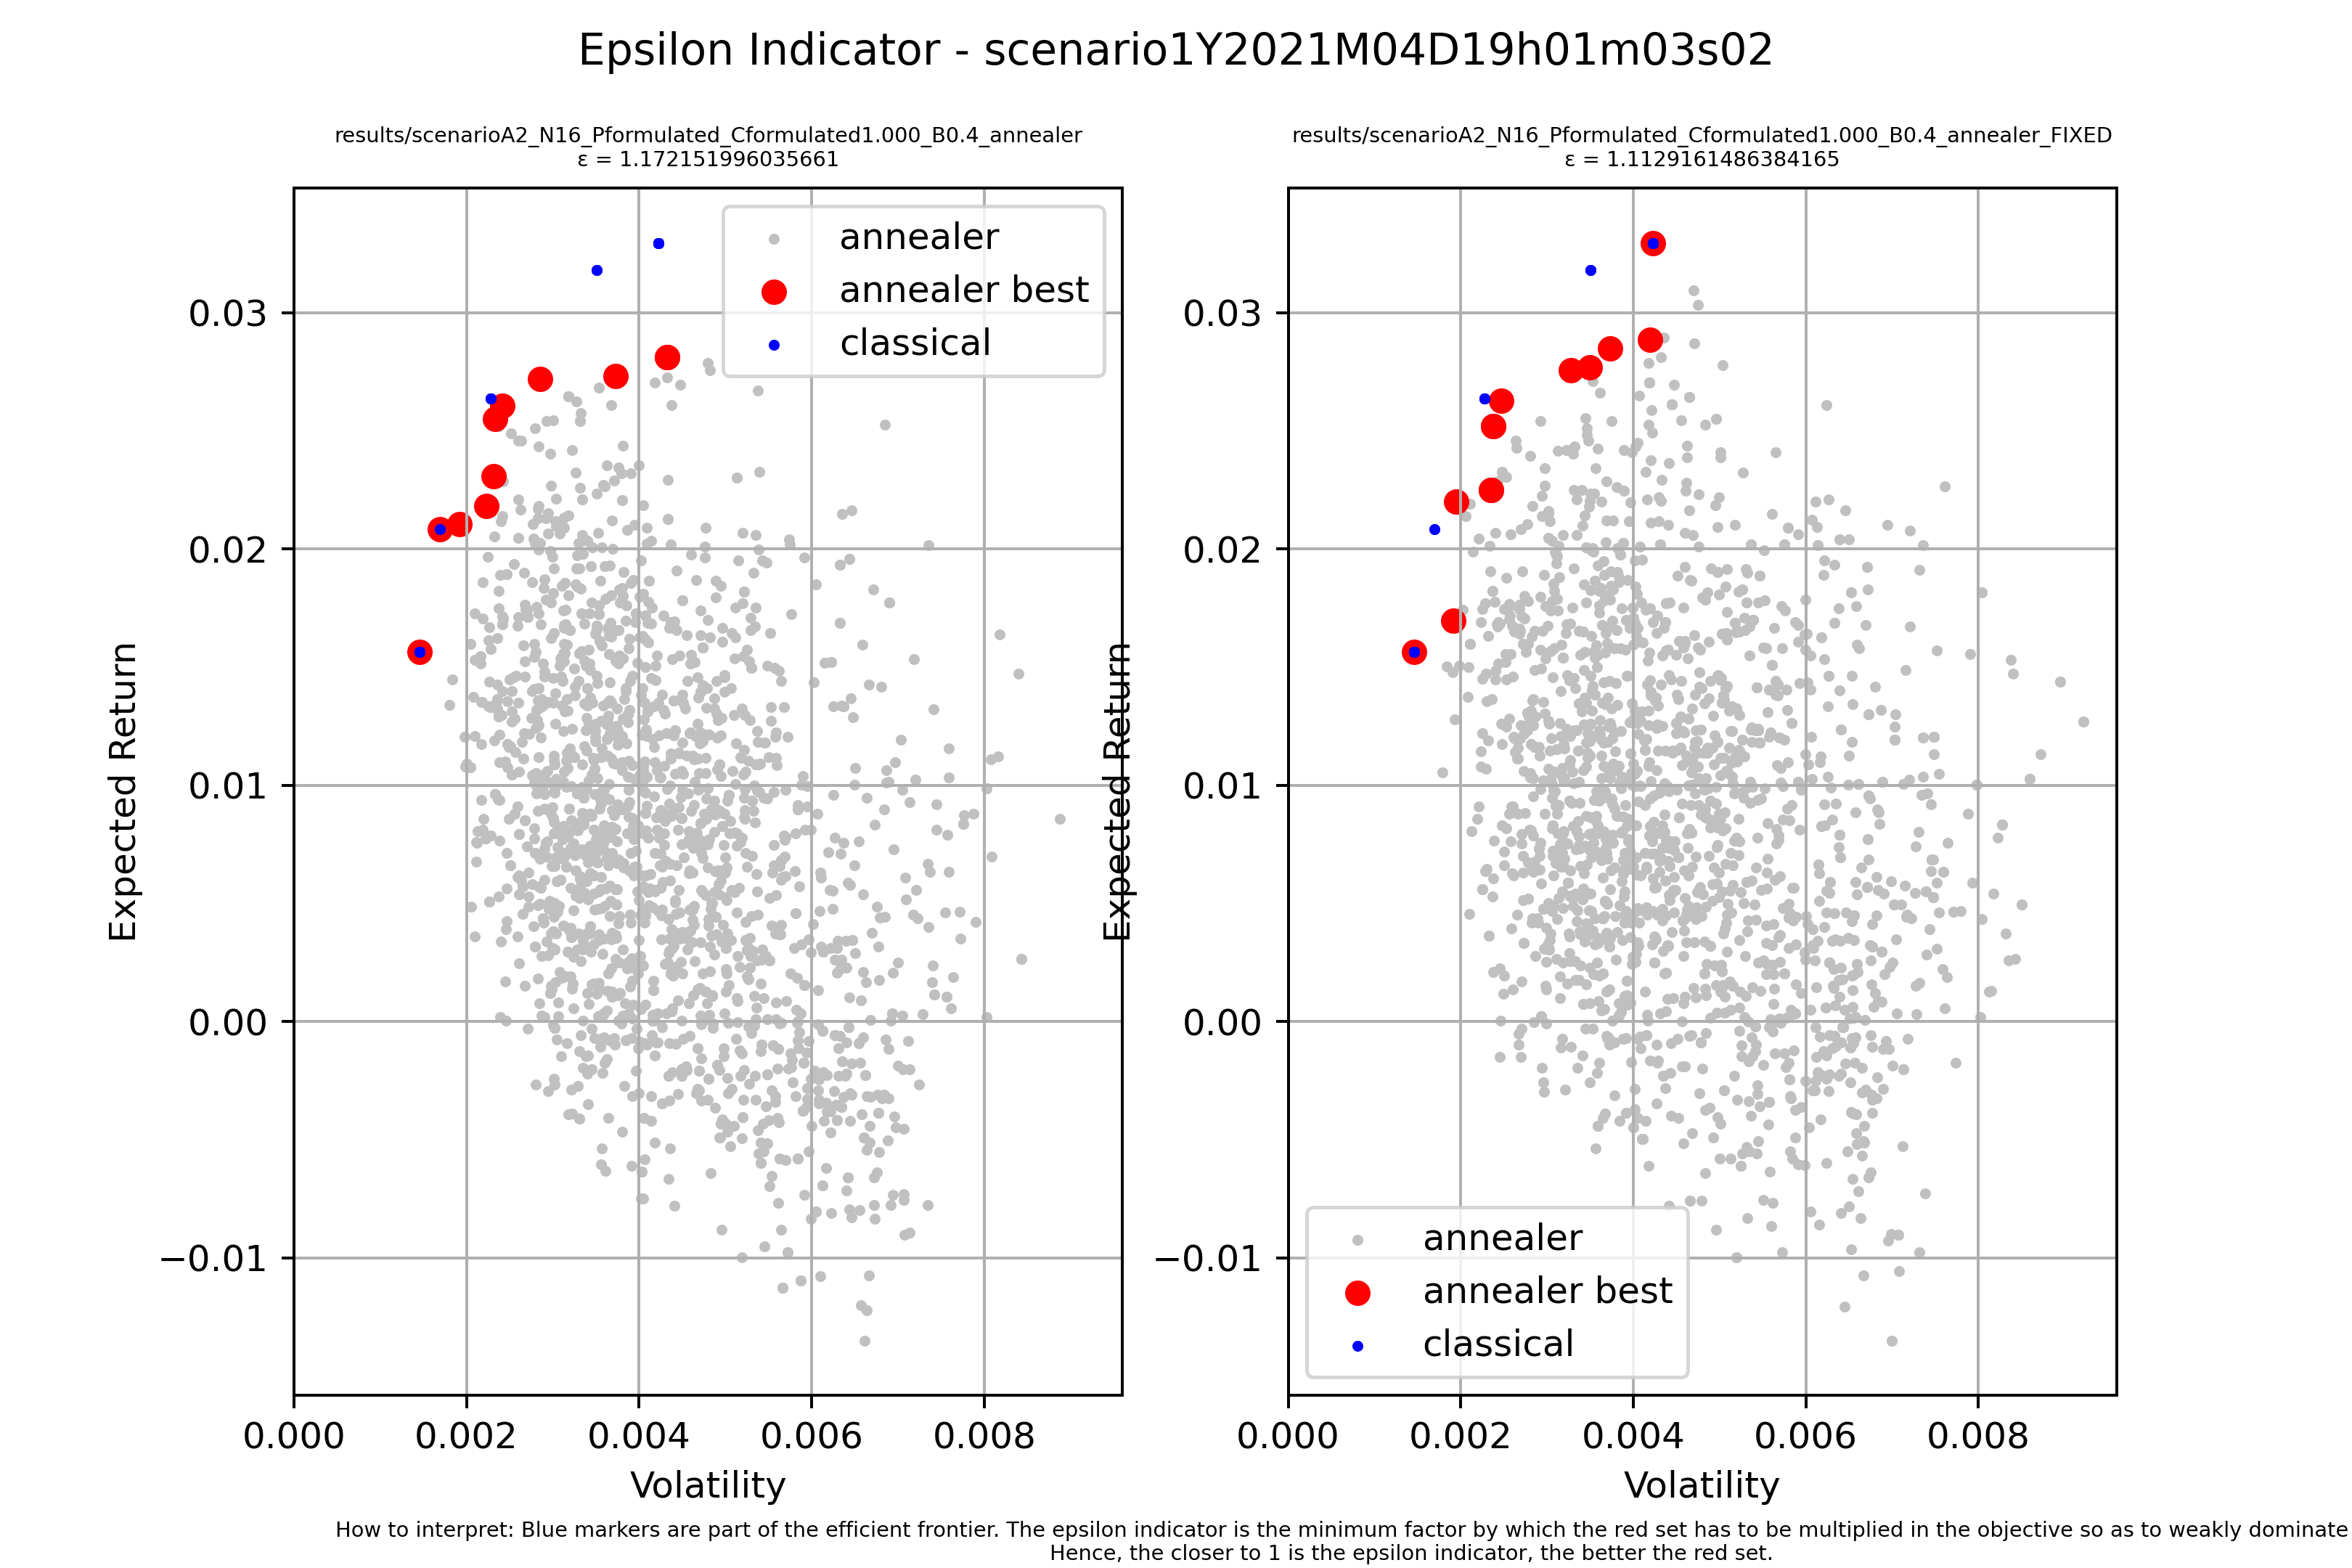 Epsilon Indicator - scenario1Y2021M04D19h01m03s02
results/scenarioA2_N16_Pformulated_Cformulated1.000_B0.4_annealer
ε = 1.172151996035661
results/scenarioA2_N16_Pformulated_Cformulated1.000_B0.4_annealer_FIXED
ε = 1.1129161486384165
annealer
annealer best
classical
0.03
0.02
0.01
0.00
−0.01
Expected Return
0.000
0.002
0.004
0.006
0.008
Volatility
0.03
0.02
0.01
0.00
−0.01
Expected Return
annealer
annealer best
classical
0.000
0.002
0.004
0.006
0.008
Volatility
How to interpret: Blue markers are part of the efficient frontier. The epsilon indicator is the minimum factor by which the red set has to be multiplied in the objective so as to weakly dominate
Hence, the closer to 1 is the epsilon indicator, the better the red set.